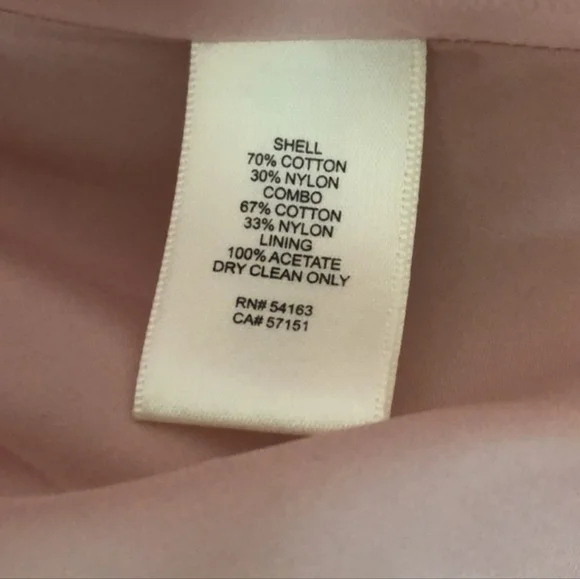 SHELL
70% COTTON
30% NYLON
COMBO
67% COTTON
33% NYLON
LINING
100% ACETATE
DRY CLEAN ONLY
RN# 54163
CA# 57151